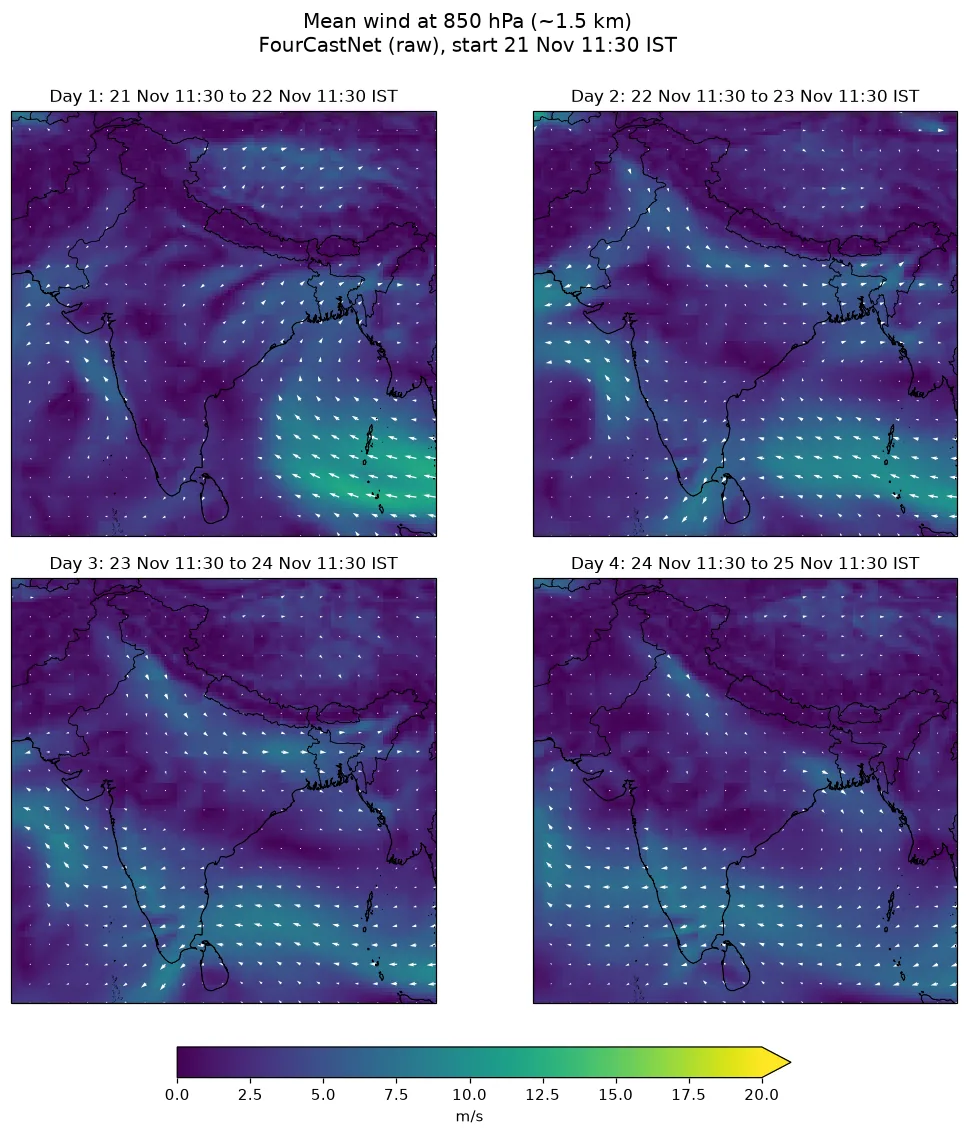 Mean wind at 850 hPa (~1.5 km)
FourCastNet (raw), start 21 Nov 11:30 IST
Day 1: 21 Nov 11:30 to 22 Nov 11:30 IST
Day 2: 22 Nov 11:30 to 23 Nov 11:30 IST
Day 3: 23 Nov 11:30 to 24 Nov 11:30 IST
Day 4: 24 Nov 11:30 to 25 Nov 11:30 IST
0.0 2.5 5.0 7.5 10.0 12.5 15.0 17.5 20.0
m/s